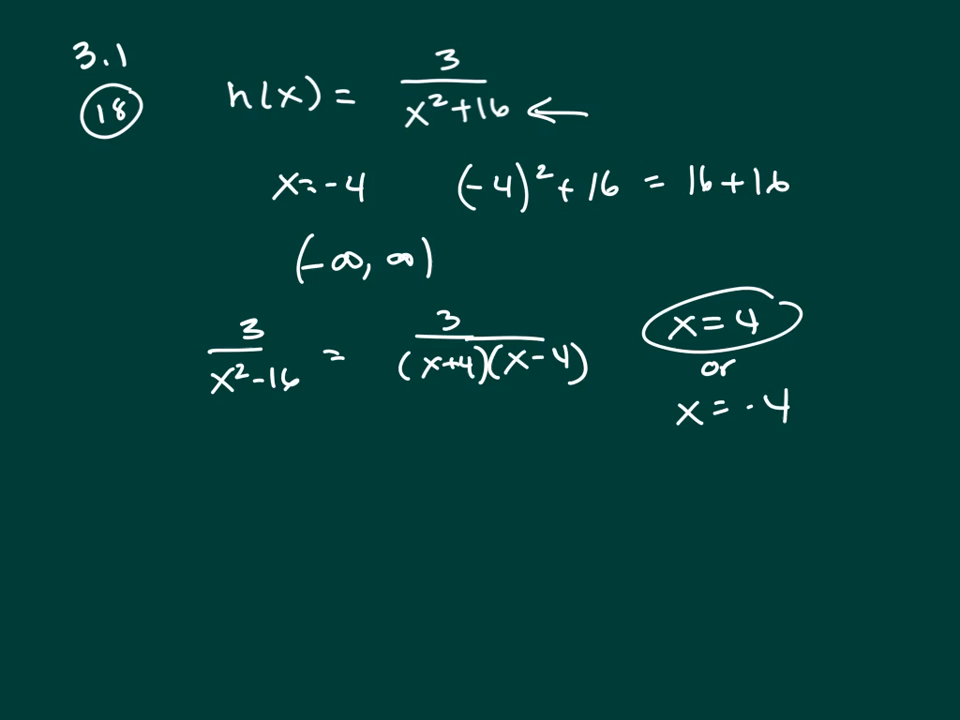 3.1
18 h(x) = 3/(x²+16) ←
x=-4 (-4)²+16 = 16+16
(-∞, ∞)
3/(x²-16) = 3/((x+4)(x-4)) x=4
or
x=-4